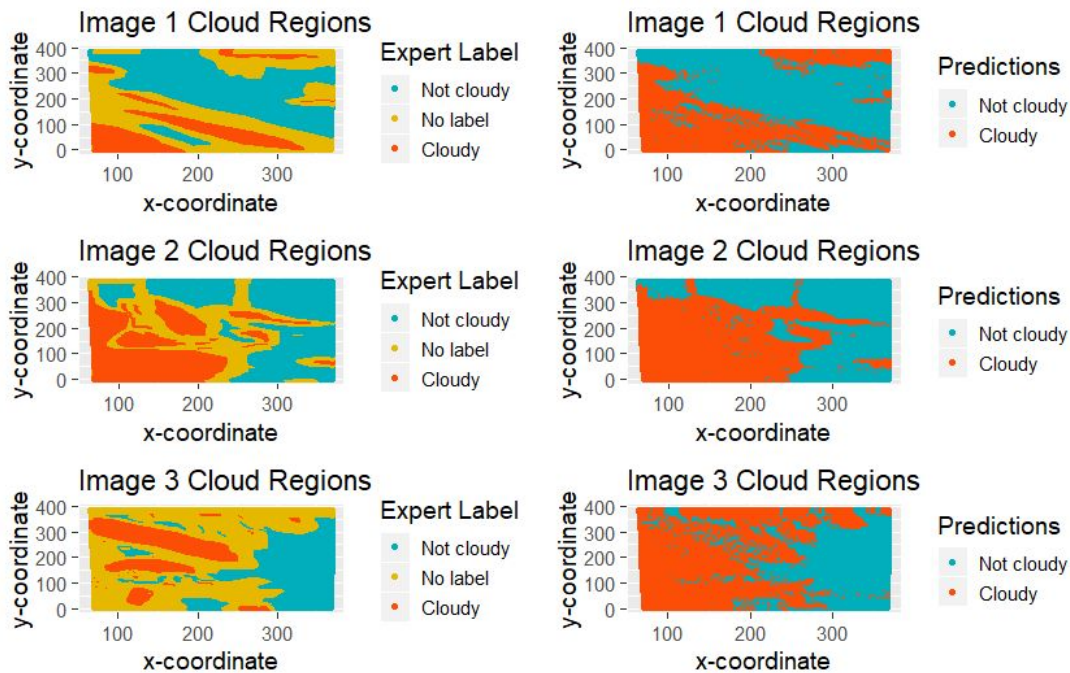 Image 1 Cloud Regions
y-coordinate
400
300
200
100
0
100 200 300
x-coordinate
Expert Label
Not cloudy
No label
Cloudy
Image 1 Cloud Regions
y-coordinate
400
300
200
100
0
100 200 300
x-coordinate
Predictions
Not cloudy
Cloudy
Image 2 Cloud Regions
y-coordinate
400
300
200
100
0
100 200 300
x-coordinate
Expert Label
Not cloudy
No label
Cloudy
Image 2 Cloud Regions
y-coordinate
400
300
200
100
0
100 200 300
x-coordinate
Predictions
Not cloudy
Cloudy
Image 3 Cloud Regions
y-coordinate
400
300
200
100
0
100 200 300
x-coordinate
Expert Label
Not cloudy
No label
Cloudy
Image 3 Cloud Regions
y-coordinate
400
300
200
100
0
100 200 300
x-coordinate
Predictions
Not cloudy
Cloudy